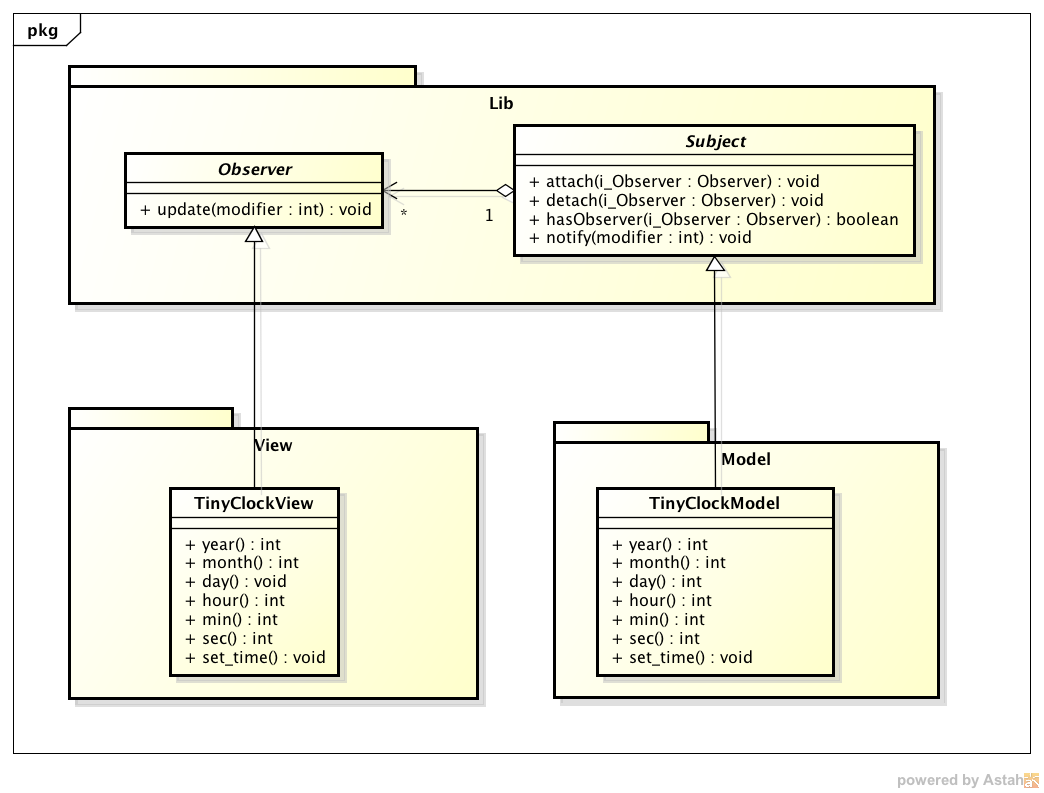 pkg
Lib
Observer
+ update(modifier : int) : void
Subject
+ attach(i_Observer : Observer) : void
+ detach(i_Observer : Observer) : void
+ hasObserver(i_Observer : Observer) : boolean
+ notify(modifier : int) : void
*
1
View
TinyClockView
+ year() : int
+ month() : int
+ day() : void
+ hour() : int
+ min() : int
+ sec() : int
+ set_time() : void
Model
TinyClockModel
+ year() : int
+ month() : int
+ day() : int
+ hour() : int
+ min() : int
+ sec() : int
+ set_time() : void
powered by Astah